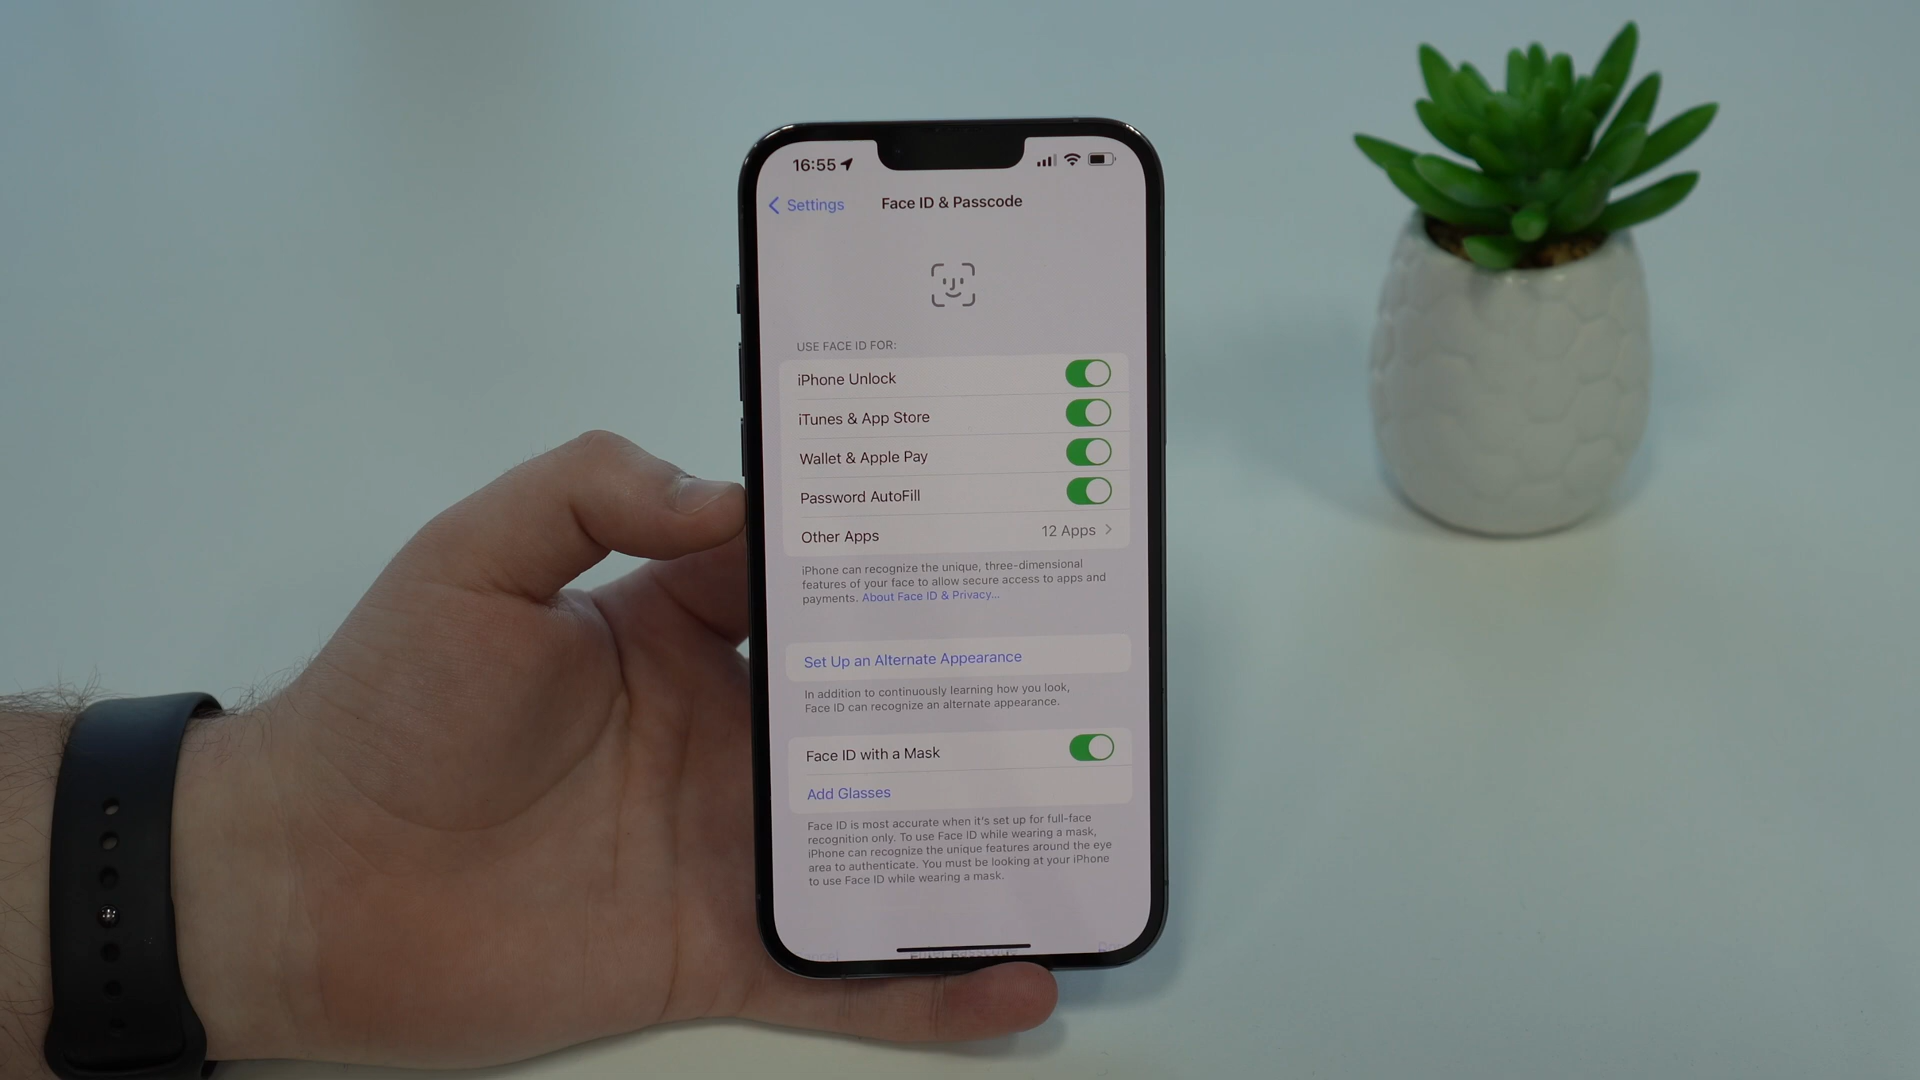 16:55
Settings
Face ID & Passcode
USE FACE ID FOR:
iPhone Unlock
iTunes & App Store
Wallet & Apple Pay
Password AutoFill
Other Apps 12 Apps
iPhone can recognize the unique, three-dimensional
features of your face to allow secure access to apps and
payments. About Face ID & Privacy...
Set Up an Alternate Appearance
In addition to continuously learning how you look,
Face ID can recognize an alternate appearance.
Face ID with a Mask
Add Glasses
Face ID is most accurate when it's set up for full-face
recognition only. To use Face ID while wearing a mask,
iPhone can recognize the unique features around the eye
area to authenticate. You must be looking at your iPhone
to use Face ID while wearing a mask.